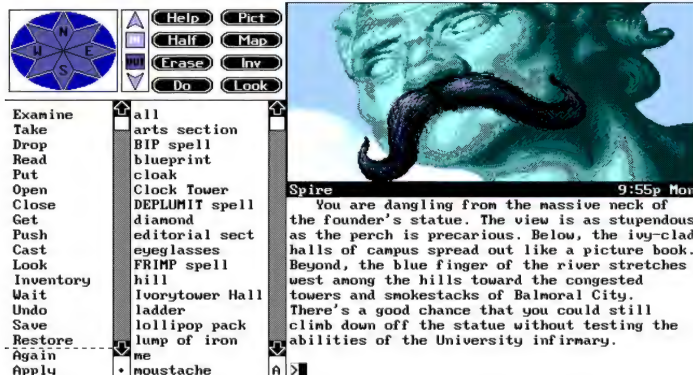 N
W E
S
IN
OUT
Help Pict
Half Map
Erase Inv
Do Look
Examine
Take
Drop
Read
Put
Open
Close
Get
Push
Cast
Look
Inventory
Wait
Undo
Save
Restore
Again
Apply
all
arts section
BIP spell
blueprint
cloak
Clock Tower
DEPLUMIT spell
diamond
editorial sect
eyeglasses
FRIMP spell
hill
Ivorytower Hall
ladder
lollipop pack
lump of iron
me
moustache
A
Spire 9:55p Mon
You are dangling from the massive neck of
the founder's statue. The view is as stupendous
as the perch is precarious. Below, the ivy-clad
halls of campus spread out like a picture book.
Beyond, the blue finger of the river stretches
west among the hills toward the congested
towers and smokestacks of Balmoral City.
There's a good chance that you could still
climb down off the statue without testing the
abilities of the University infirmary.
>